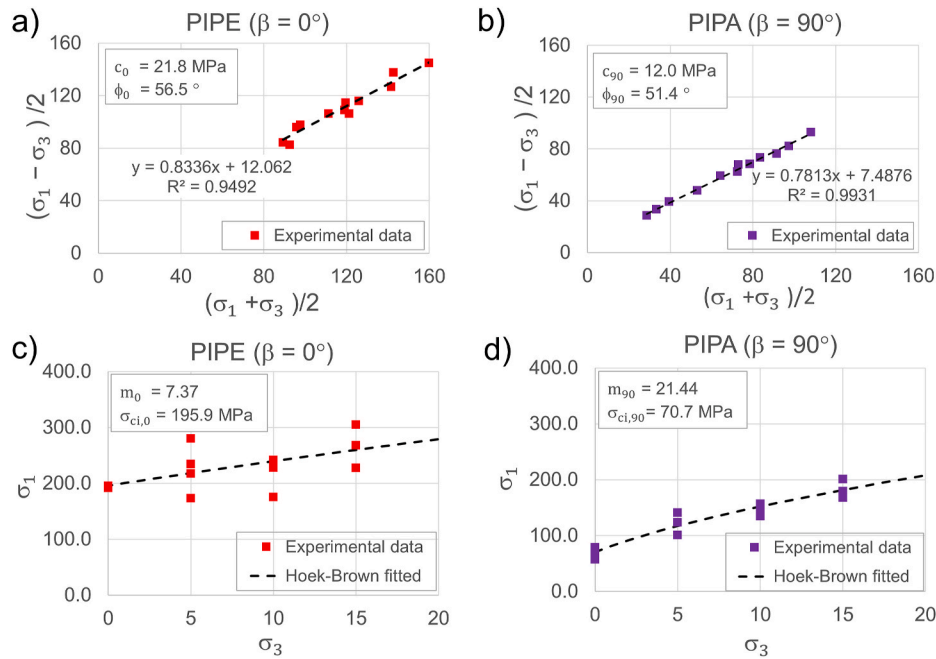 a)
PIPE (β = 0°)
160
120
80
40
0
(σ₁ − σ₃ ) /2
c₀ = 21.8 MPa
ϕ₀ = 56.5 °
y = 0.8336x + 12.062
R² = 0.9492
Experimental data
0
40
80
120
160
(σ₁ +σ₃ )/2
b)
PIPA (β = 90°)
160
120
80
40
0
(σ₁ − σ₃ ) /2
c₉₀ = 12.0 MPa
ϕ₉₀ = 51.4 °
y = 0.7813x + 7.4876
R² = 0.9931
Experimental data
0
40
80
120
160
(σ₁ +σ₃ )/2
c)
PIPE (β = 0°)
400.0
300.0
200.0
100.0
0.0
σ₁
m₀ = 7.37
σci,0 = 195.9 MPa
Experimental data
Hoek-Brown fitted
0
5
10
15
20
σ₃
d)
PIPA (β = 90°)
400.0
300.0
200.0
100.0
0.0
σ₁
m₉₀ = 21.44
σci,90= 70.7 MPa
Experimental data
Hoek-Brown fitted
0
5
10
15
20
σ₃